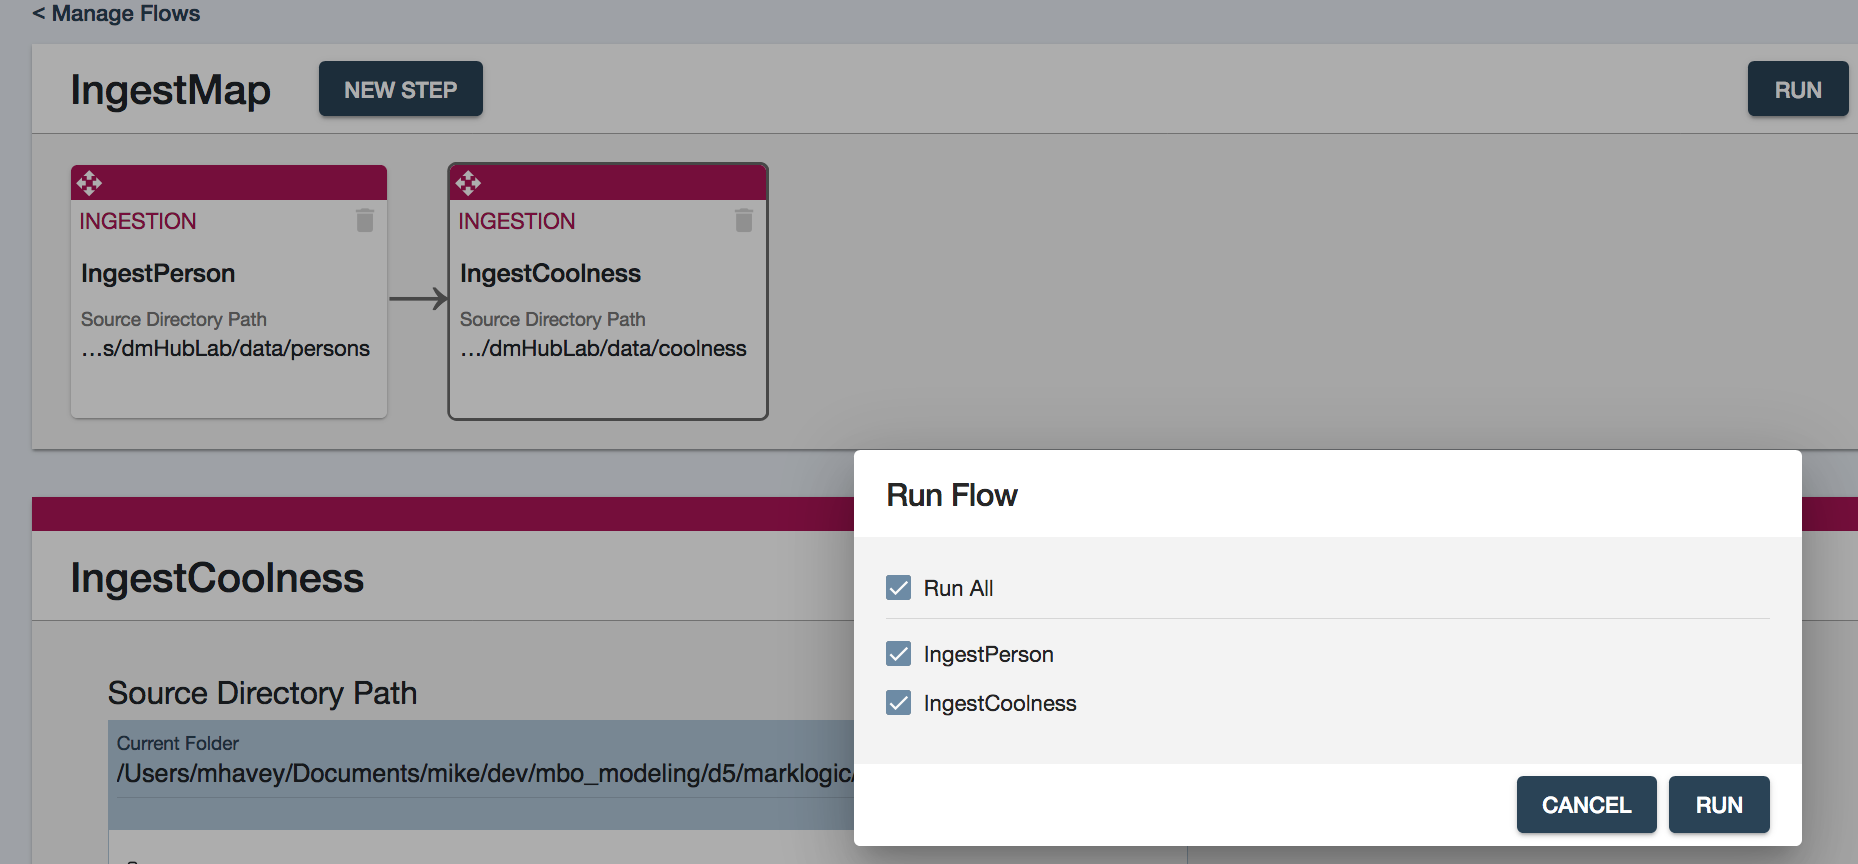 < Manage Flows
IngestMap
NEW STEP
RUN
INGESTION
IngestPerson
Source Directory Path
...s/dmHubLab/data/persons
INGESTION
IngestCoolness
Source Directory Path
.../dmHubLab/data/coolness
IngestCoolness
Source Directory Path
Current Folder
/Users/mhavey/Documents/mike/dev/mbo_modeling/d5/marklogic/
Run Flow
Run All
IngestPerson
IngestCoolness
CANCEL
RUN